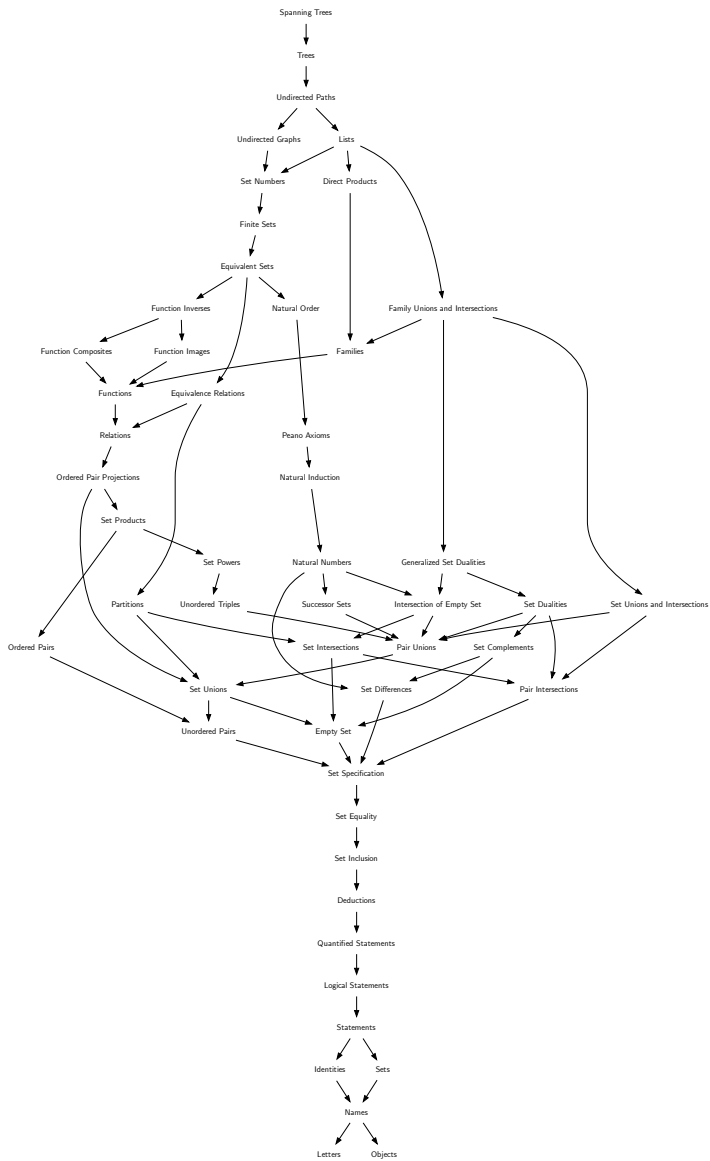 Spanning Trees
Trees
Undirected Paths
Undirected Graphs
Lists
Set Numbers
Direct Products
Finite Sets
Equivalent Sets
Function Inverses
Natural Order
Family Unions and Intersections
Function Composites
Function Images
Families
Functions
Equivalence Relations
Relations
Peano Axioms
Ordered Pair Projections
Natural Induction
Set Products
Set Powers
Natural Numbers
Generalized Set Dualities
Partitions
Unordered Triples
Successor Sets
Intersection of Empty Set
Set Dualities
Set Unions and Intersections
Ordered Pairs
Set Intersections
Pair Unions
Set Complements
Set Unions
Set Differences
Pair Intersections
Unordered Pairs
Empty Set
Set Specification
Set Equality
Set Inclusion
Deductions
Quantified Statements
Logical Statements
Statements
Identities
Sets
Names
Letters
Objects